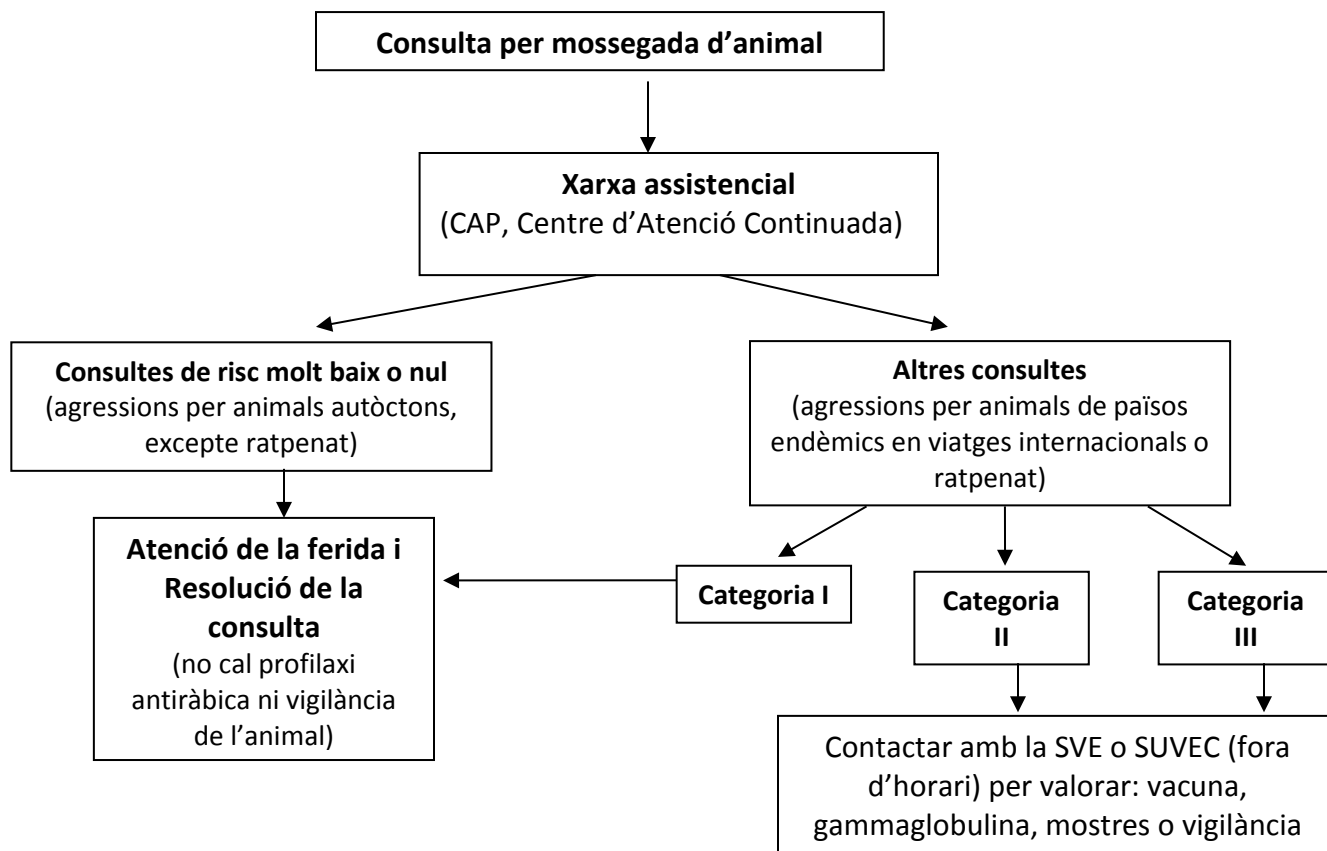 Consulta per mossegada d’animal
Xarxa assistencial
(CAP, Centre d’Atenció Continuada)
Consultes de risc molt baix o nul
(agressions per animals autòctons,
excepte ratpenat)
Altres consultes
(agressions per animals de països
endèmics en viatges internacionals o
ratpenat)
Atenció de la ferida i
Resolució de la
consulta
(no cal profilaxi
antiràbica ni vigilància
de l’animal)
Categoria I
Categoria
II
Categoria
III
Contactar amb la SVE o SUVEC (fora
d’horari) per valorar: vacuna,
gammaglobulina, mostres o vigilància